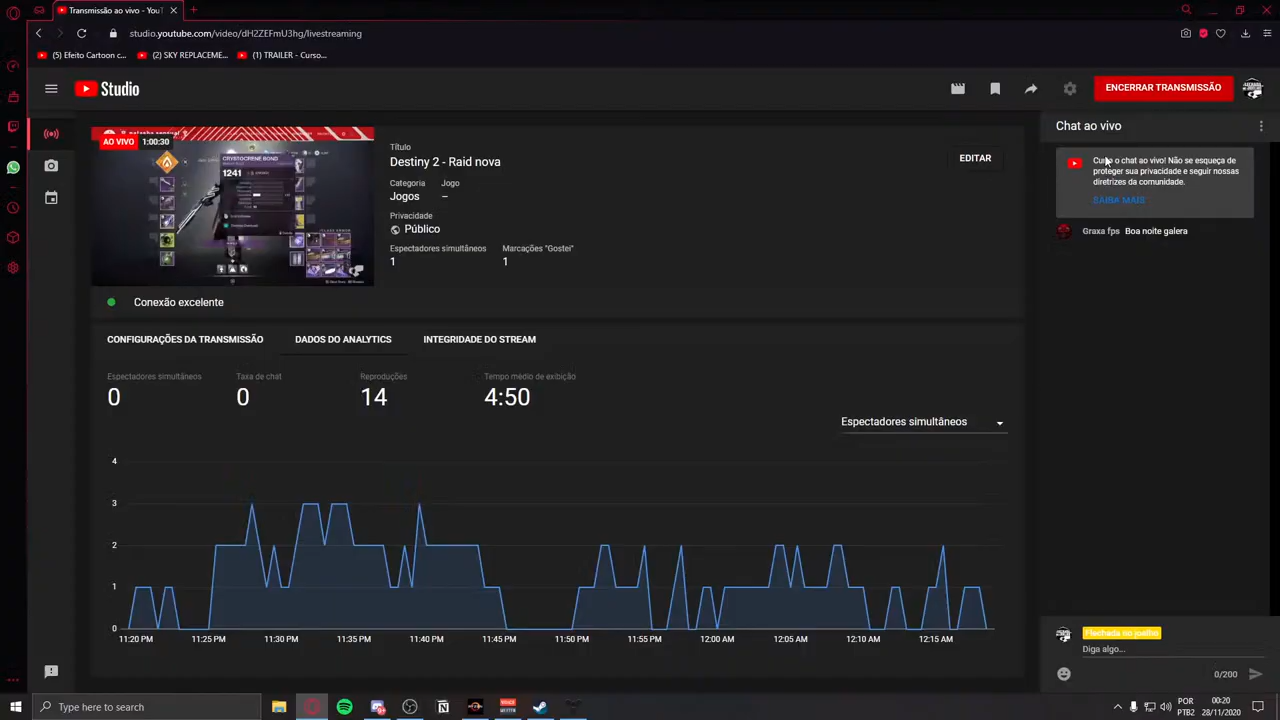 Transmissão ao vivo - YouT
studio.youtube.com/video/dH2ZEFmU3hg/livestreaming
(5) Efeito Cartoon c...
(2) SKY REPLACEME...
(1) TRAILER - Curso...
Studio
ENCERRAR TRANSMISSÃO
AO VIVO 1:00:30
CRYSTOCRENE BOND
1241
Título
Destiny 2 - Raid nova
EDITAR
Categoria
Jogo
Jogos
–
Privacidade
Público
Espectadores simultâneos
Marcações "Gostei"
1
1
Conexão excelente
CONFIGURAÇÕES DA TRANSMISSÃO
DADOS DO ANALYTICS
INTEGRIDADE DO STREAM
Espectadores simultâneos
Taxa de chat
Reproduções
Tempo médio de exibição
0
0
14
4:50
Espectadores simultâneos
4
3
2
1
0
11:20 PM 11:25 PM 11:30 PM 11:35 PM 11:40 PM 11:45 PM 11:50 PM 11:55 PM 12:00 AM 12:05 AM 12:10 AM 12:15 AM
Chat ao vivo
o chat ao vivo! Não se esqueça de
proteger sua privacidade e seguir nossas
diretrizes da comunidade.
SAIBA MAIS
Graxa fps Boa noite galera
Flechada no joelho
Diga algo...
0/200
Type here to search
POR
PTB2
00:20
28/11/2020